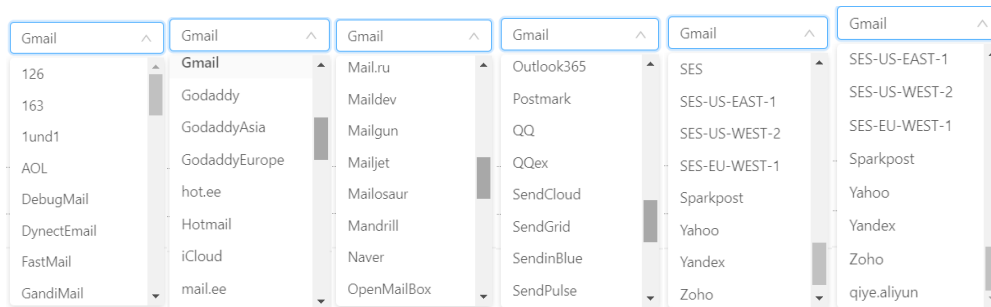 Gmail
126
163
1und1
AOL
DebugMail
DynectEmail
FastMail
GandiMail
Gmail
Gmail
Godaddy
GodaddyAsia
GodaddyEurope
hot.ee
Hotmail
iCloud
mail.ee
Gmail
Mail.ru
Maildev
Mailgun
Mailjet
Mailosaur
Mandrill
Naver
OpenMailBox
Gmail
Outlook365
Postmark
QQ
QQex
SendCloud
SendGrid
SendinBlue
SendPulse
Gmail
SES
SES-US-EAST-1
SES-US-WEST-2
SES-EU-WEST-1
Sparkpost
Yahoo
Yandex
Zoho
Gmail
SES-US-EAST-1
SES-US-WEST-2
SES-EU-WEST-1
Sparkpost
Yahoo
Yandex
Zoho
qiye.aliyun